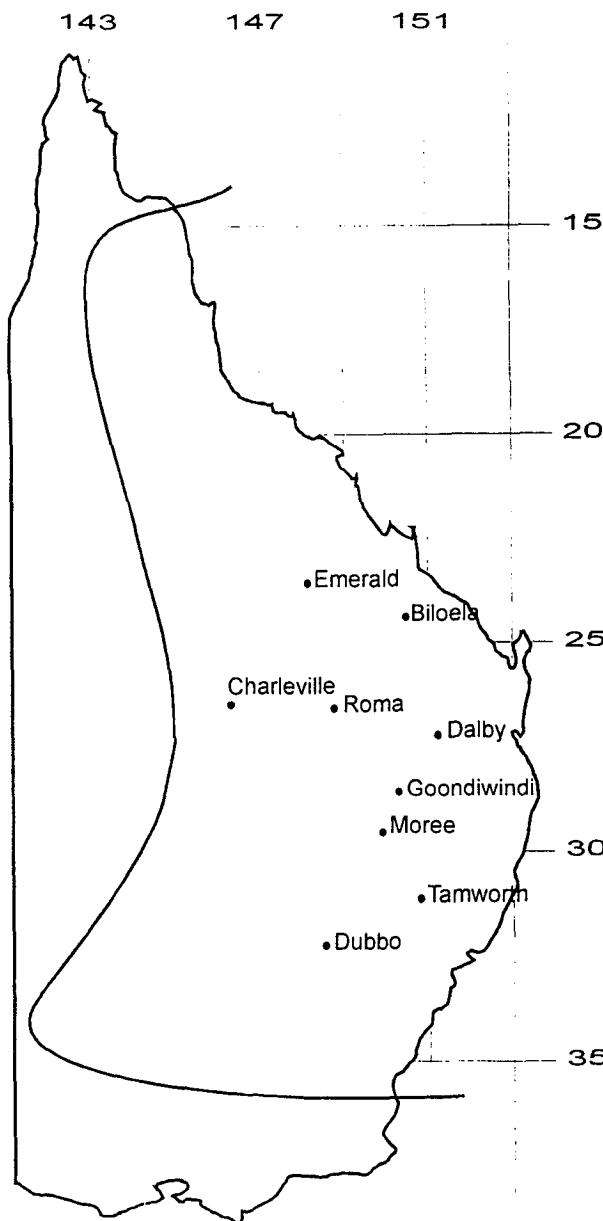 143 147 151
15
20
Emerald
Biloela
25
Charleville
Roma
Dalby
Goondiwindi
Moree
30
Tamworth
Dubbo
35